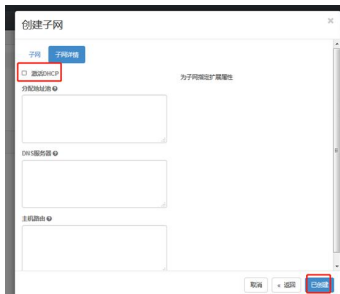 创建子网
×
子网
子网详情
激活DHCP
为子网指定扩展属性
分配地址池
DNS服务器
主机路由
取消
« 返回
已创建